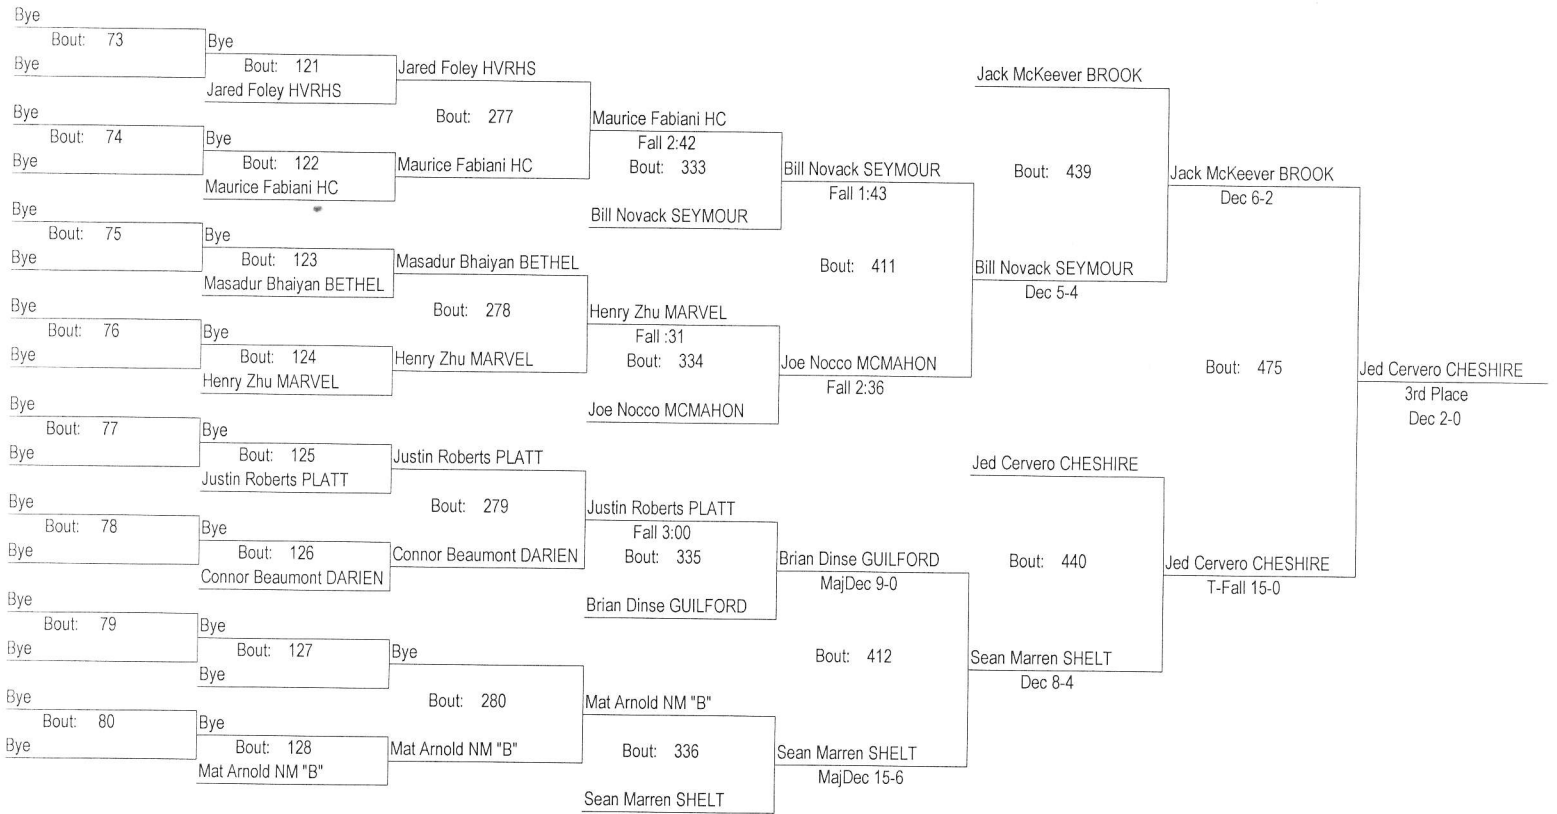 Bye
Bout: 73
Bye
Bye
Bout: 121
Jared Foley HVRHS
Jared Foley HVRHS
Bout: 277
Bye
Bout: 74
Bye
Bye
Bout: 122
Maurice Fabiani HC
Maurice Fabiani HC
Maurice Fabiani HC
Fall 2:42
Bout: 333
Bill Novack SEYMOUR
Bill Novack SEYMOUR
Fall 1:43
Bye
Bout: 75
Bye
Bye
Bout: 123
Masadur Bhaiyan BETHEL
Masadur Bhaiyan BETHEL
Bout: 278
Bye
Bout: 76
Bye
Bye
Bout: 124
Henry Zhu MARVEL
Henry Zhu MARVEL
Henry Zhu MARVEL
Fall :31
Bout: 334
Joe Nocco MCMAHON
Joe Nocco MCMAHON
Fall 2:36
Bout: 411
Jack McKeever BROOK
Bout: 439
Bill Novack SEYMOUR
Dec 5-4
Jack McKeever BROOK
Dec 6-2
Bye
Bout: 77
Bye
Bye
Bout: 125
Justin Roberts PLATT
Justin Roberts PLATT
Bout: 279
Bye
Bout: 78
Bye
Bye
Bout: 126
Connor Beaumont DARIEN
Connor Beaumont DARIEN
Justin Roberts PLATT
Fall 3:00
Bout: 335
Brian Dinse GUILFORD
Brian Dinse GUILFORD
MajDec 9-0
Bye
Bout: 79
Bye
Bye
Bout: 127
Bye
Bye
Bout: 280
Bye
Bout: 80
Bye
Bye
Bout: 128
Mat Arnold NM "B"
Mat Arnold NM "B"
Mat Arnold NM "B"
Bout: 336
Sean Marren SHELT
Sean Marren SHELT
MajDec 15-6
Bout: 412
Jed Cervero CHESHIRE
Bout: 440
Sean Marren SHELT
Dec 8-4
Jed Cervero CHESHIRE
T-Fall 15-0
Bout: 475
Jed Cervero CHESHIRE
3rd Place
Dec 2-0